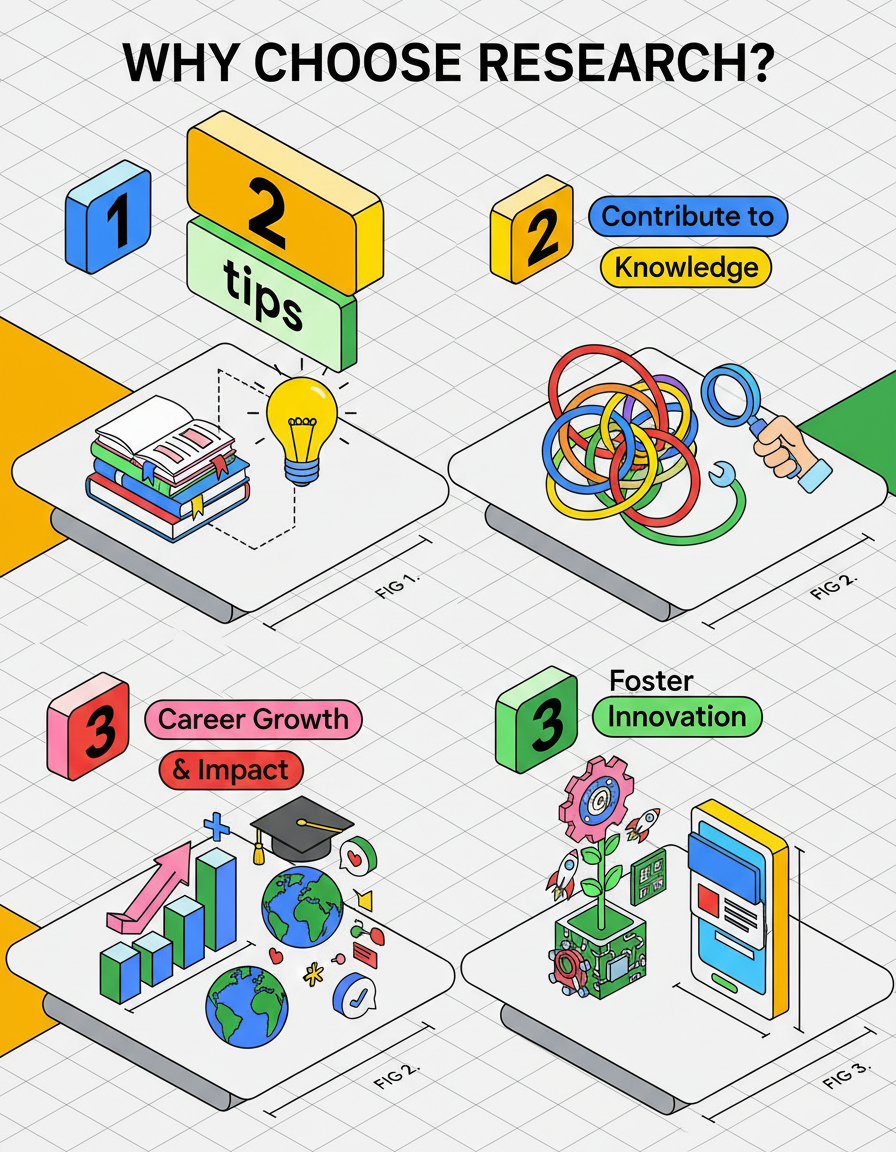 WHY CHOOSE RESEARCH?
1
2
tips
2
Contribute to
Knowledge
FIG 1.
FIG 2.
3
Career Growth
& Impact
3
Foster
Innovation
FIG 2.
FIG 3.